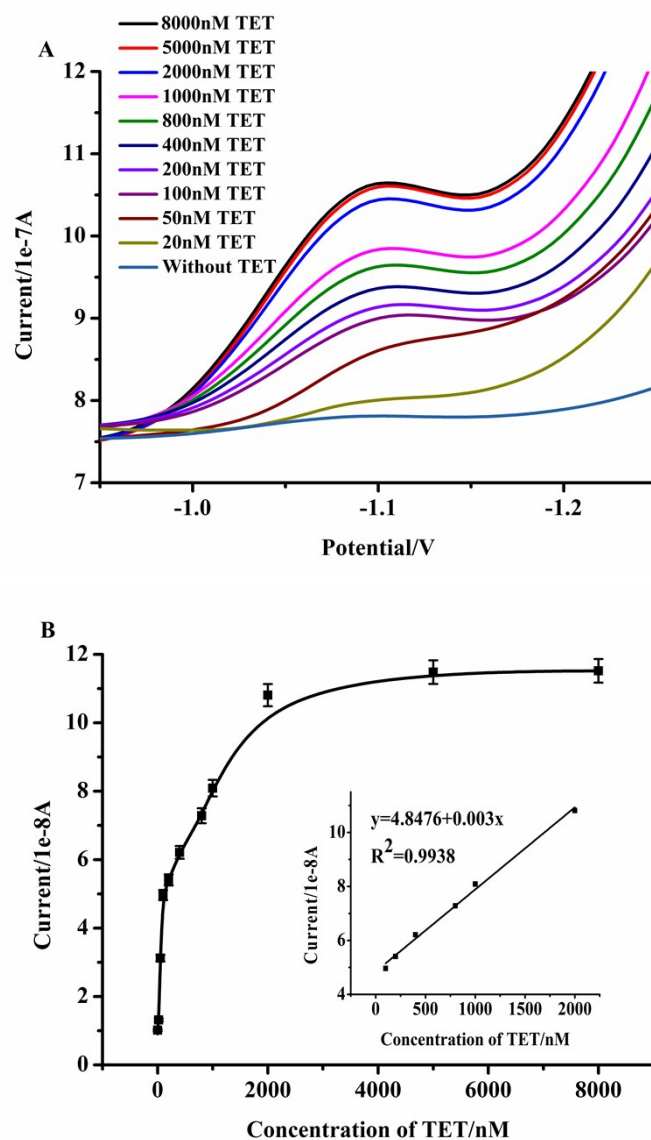 A
8000nM TET
5000nM TET
2000nM TET
1000nM TET
800nM TET
400nM TET
200nM TET
100nM TET
50nM TET
20nM TET
Without TET
12
11
10
9
8
7
Current/1e-7A
-1.0
-1.1
-1.2
Potential/V
B
12
10
8
6
4
2
0
Current/1e-8A
0
2000
4000
6000
8000
Concentration of TET/nM
y=4.8476+0.003x
R²=0.9938
10
8
6
4
Current/1e-8A
0
500
1000
1500
2000
Concentration of TET/nM